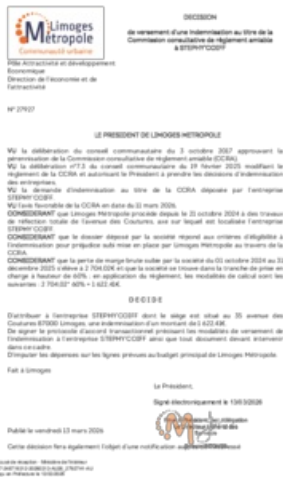 Limoges
Métropole
Communauté urbaine
DECISION
de versement d'une indemnisation au titre de la
Commission consultative de règlement amiable
à STEPHY'COIFF
Pôle Attractivité et développement
Economique
Direction de l'économie et de
l'attractivité
N° 27927
LE PRESIDENT DE LIMOGES METROPOLE
VU la délibération du conseil communautaire du 3 octobre 2017 approuvant la
pérennisation de la Commission consultative de règlement amiable (CCRA).
VU la délibération n°7.3 du conseil communautaire du 19 février 2025 modifiant le
règlement de la CCRA et autorisant le Président à prendre les décisions d'indemnisation
des entreprises.
VU la demande d'indemnisation au titre de la CCRA déposée par l'entreprise
STEPHY'COIFF
VU l'avis favorable de la CCRA en date du 11 mars 2026.
CONSIDERANT que Limoges Métropole procède depuis le 21 octobre 2024 à des travaux
de réfection totale de l'avenue des Coutures, axe sur lequel est localisée l'entreprise
STEPHY'COIFF
CONSIDERANT que le dossier déposé par la société répond aux critères d'éligibilité à
l'indemnisation pour préjudice subi mise en place par Limoges Métropole au travers de la
CCRA
CONSIDERANT que la perte de marge brute subie par la société du 01 octobre 2024 au 31
décembre 2025 s'élève à 2 704.02€ et que la société se trouve dans la tranche de prise en
charge à hauteur de 60% ; en application du règlement, les modalités de calcul sont les
suivantes : 2 704.02* 60% = 1 622.41€.
D E C I D E
D'attribuer à l'entreprise STEPHY'COIFF dont le siège est situé au 35 avenue des
Coutures 87000 Limoges, une indemnisation d'un montant de 1 622.41€.
De signer le protocole d'accord transactionnel précisant les modalités de versement de
l'indemnisation à l'entreprise STEPHY'COIFF ainsi que tout document devant intervenir
dans ce cadre.
D'imputer les dépenses sur les lignes prévues au budget principal de Limoges Métropole.
Fait à Limoges
Le Président,
Signé électroniquement le 13/03/2026
Publié le vendredi 13 mars 2026
Cette décision fera également l'objet d'une notification